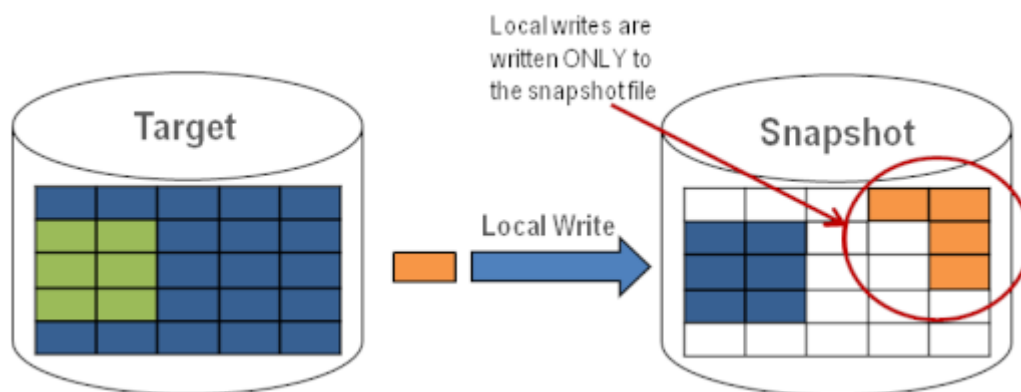 Local writes are
written ONLY to
the snapshot file
Target
Snapshot
Local Write